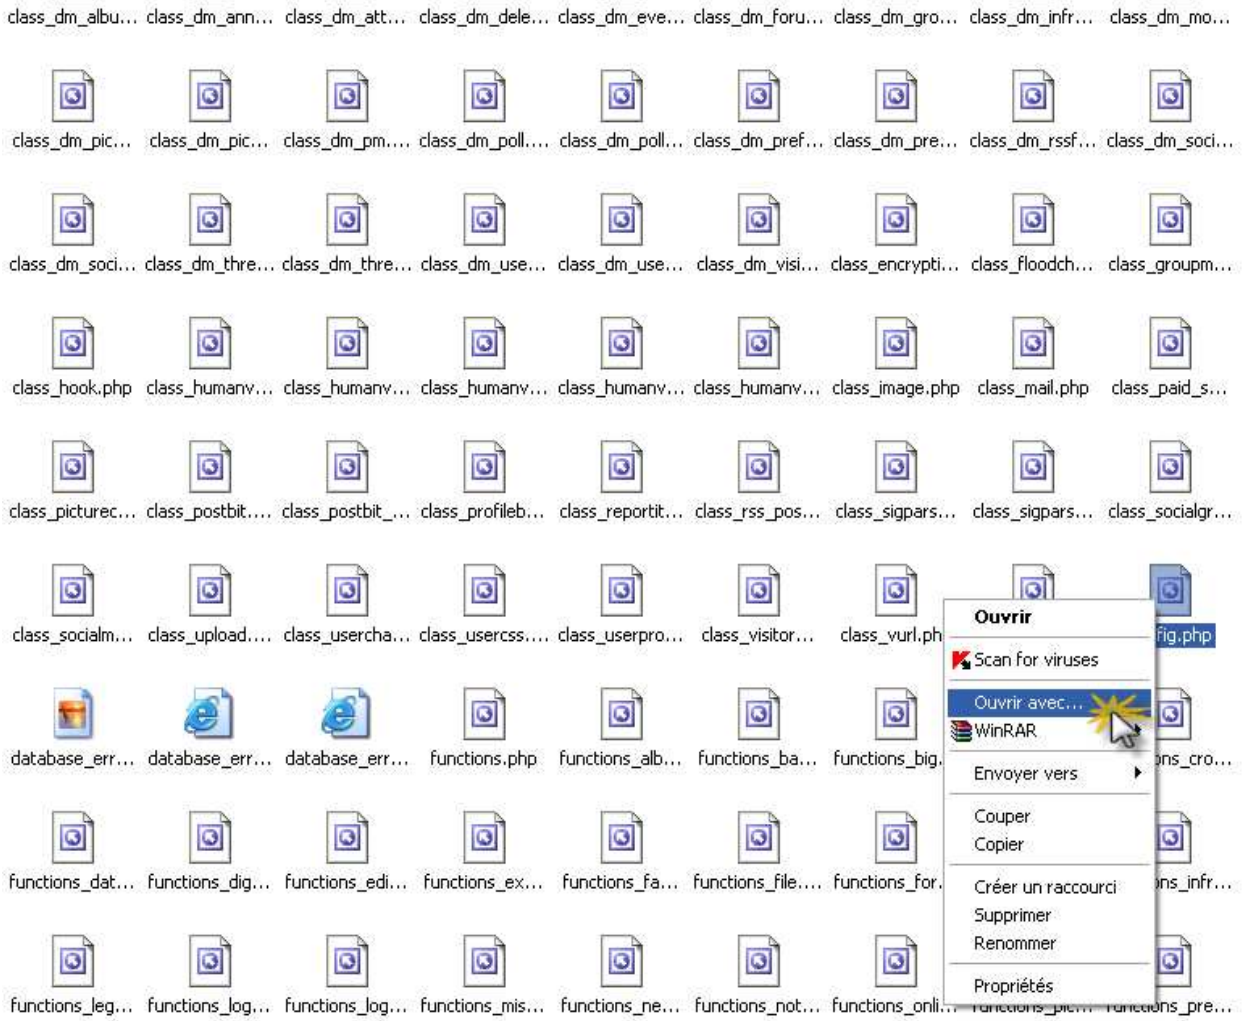 class_dm_albu... class_dm_ann... class_dm_att... class_dm_dele... class_dm_eve... class_dm_foru... class_dm_gro... class_dm_infr... class_dm_mo...
class_dm_pic... class_dm_pic... class_dm_pm.... class_dm_poll.... class_dm_poll... class_dm_pref... class_dm_pre... class_dm_rssf... class_dm_soci...
class_dm_soci... class_dm_thre... class_dm_thre... class_dm_use... class_dm_use... class_dm_visi... class_encrypti... class_floodch... class_groupm...
class_hook.php class_humanv... class_humanv... class_humanv... class_humanv... class_humanv... class_image.php class_mail.php class_paid_s...
class_picturec... class_postbit.... class_postbit_... class_profileb... class_reportit... class_rss_pos... class_sigpars... class_sigpars... class_socialgr...
class_socialm... class_upload.... class_usercha... class_usercss.... class_userpro... class_visitor... class_vurl.ph fig.php
database_err... database_err... database_err... functions.php functions_alb... functions_ba... functions_big. ons_cro...
functions_dat... functions_dig... functions_edi... functions_ex... functions_fa... functions_file.... functions_for. ons_infr...
functions_leg... functions_log... functions_log... functions_mis... functions_ne... functions_not... functions_onli... functions_pic... functions_pre...
Ouvrir
Scan for viruses
Ouvrir avec...
WinRAR
Envoyer vers
Couper
Copier
Créer un raccourci
Supprimer
Renommer
Propriétés